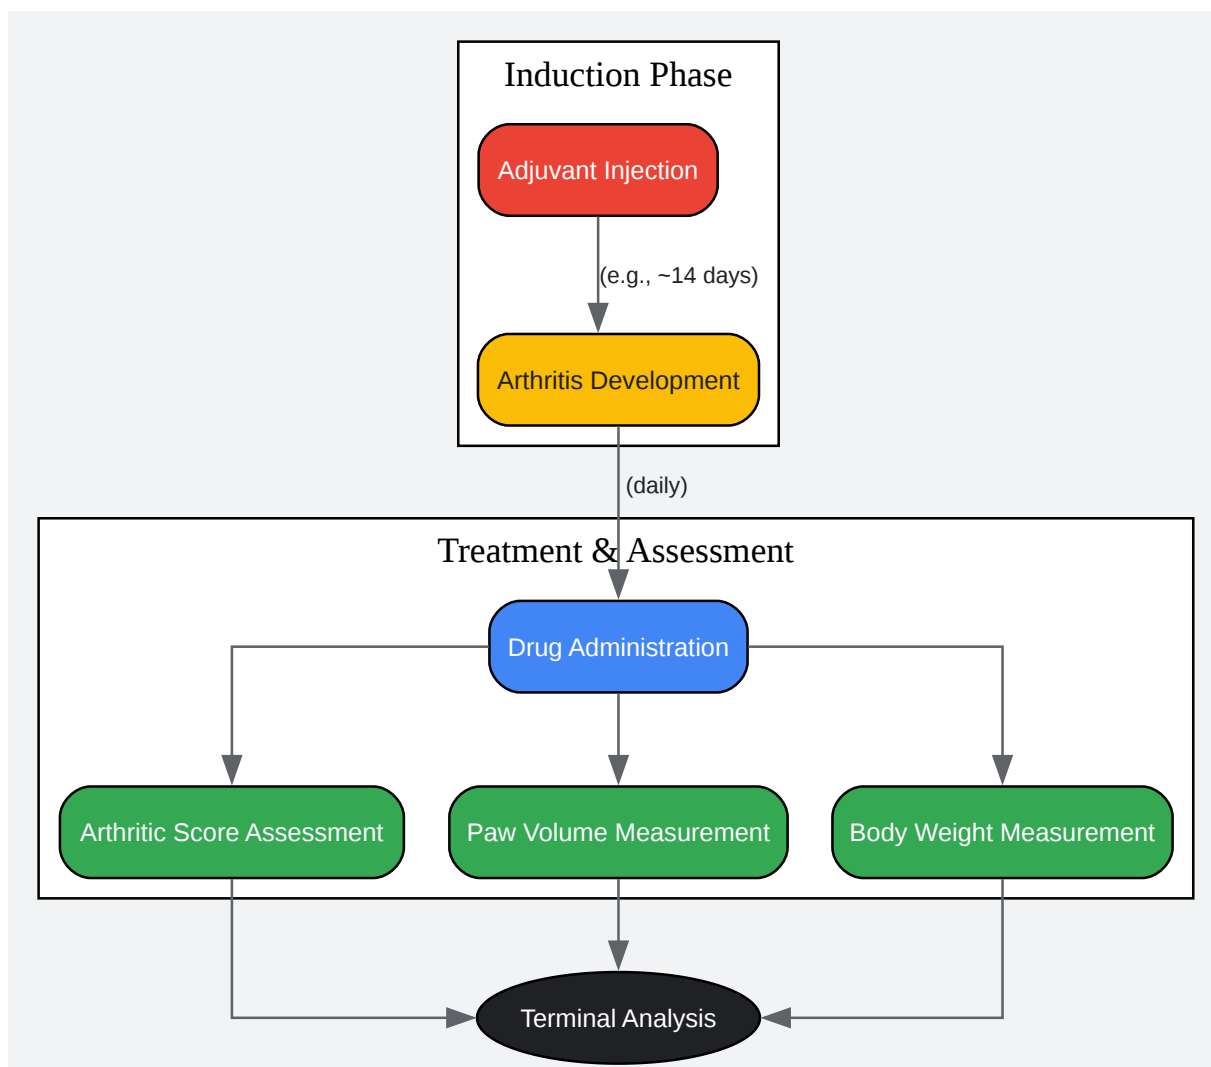 Induction Phase
Adjuvant Injection
(e.g., ~14 days)
Arthritis Development
(daily)
Treatment & Assessment
Drug Administration
Arthritic Score Assessment
Paw Volume Measurement
Body Weight Measurement
Terminal Analysis